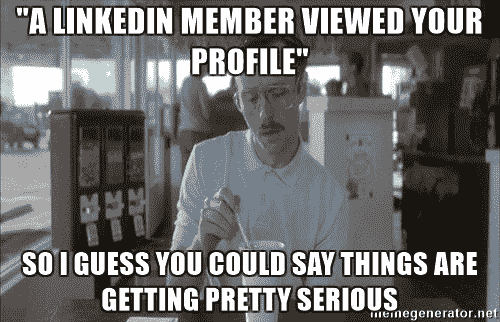 "A LINKEDIN MEMBER VIEWED YOUR
PROFILE"
SO I GUESS YOU COULD SAY THINGS ARE
GETTING PRETTY SERIOUS
memegenerator.net